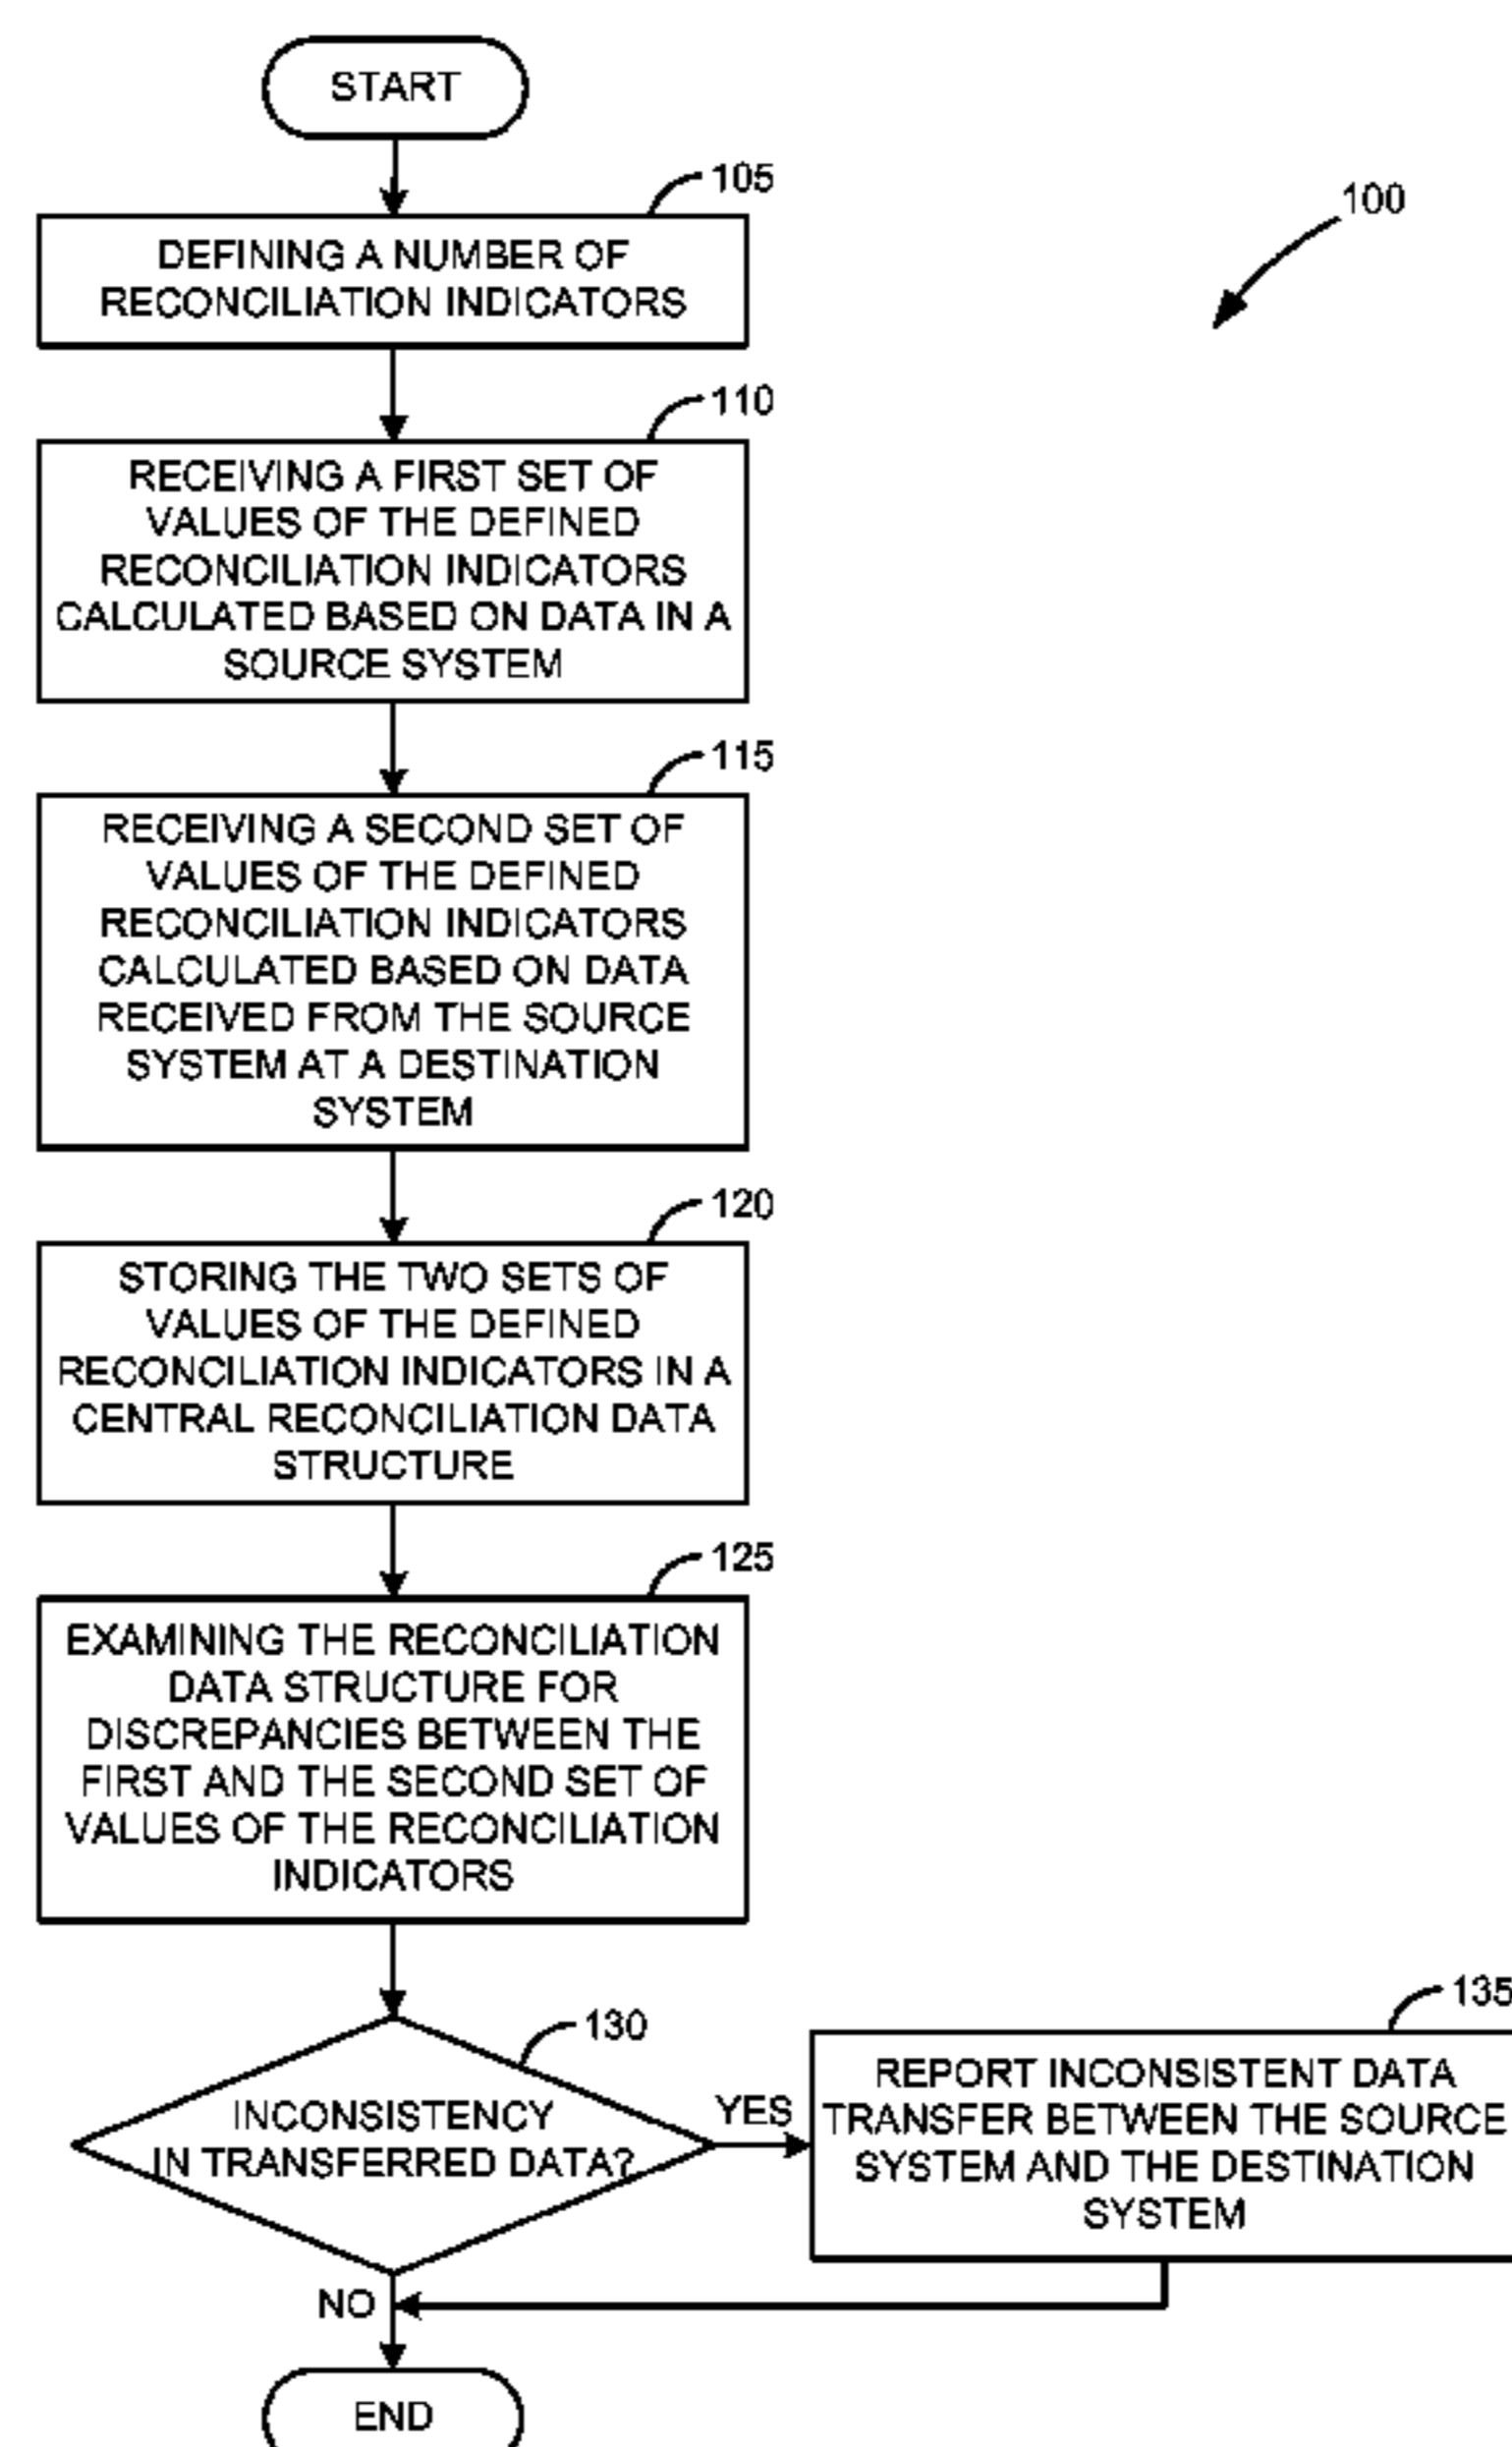 START
105
100
DEFINING A NUMBER OF
RECONCILIATION INDICATORS
110
RECEIVING A FIRST SET OF
VALUES OF THE DEFINED
RECONCILIATION INDICATORS
CALCULATED BASED ON DATA IN A
SOURCE SYSTEM
115
RECEIVING A SECOND SET OF
VALUES OF THE DEFINED
RECONCILIATION INDICATORS
CALCULATED BASED ON DATA
RECEIVED FROM THE SOURCE
SYSTEM AT A DESTINATION
SYSTEM
120
STORING THE TWO SETS OF
VALUES OF THE DEFINED
RECONCILIATION INDICATORS IN A
CENTRAL RECONCILIATION DATA
STRUCTURE
125
EXAMINING THE RECONCILIATION
DATA STRUCTURE FOR
DISCREPANCIES BETWEEN THE
FIRST AND THE SECOND SET OF
VALUES OF THE RECONCILIATION
INDICATORS
130
INCONSISTENCY
IN TRANSFERRED DATA?
YES
135
REPORT INCONSISTENT DATA
TRANSFER BETWEEN THE SOURCE
SYSTEM AND THE DESTINATION
SYSTEM
NO
END